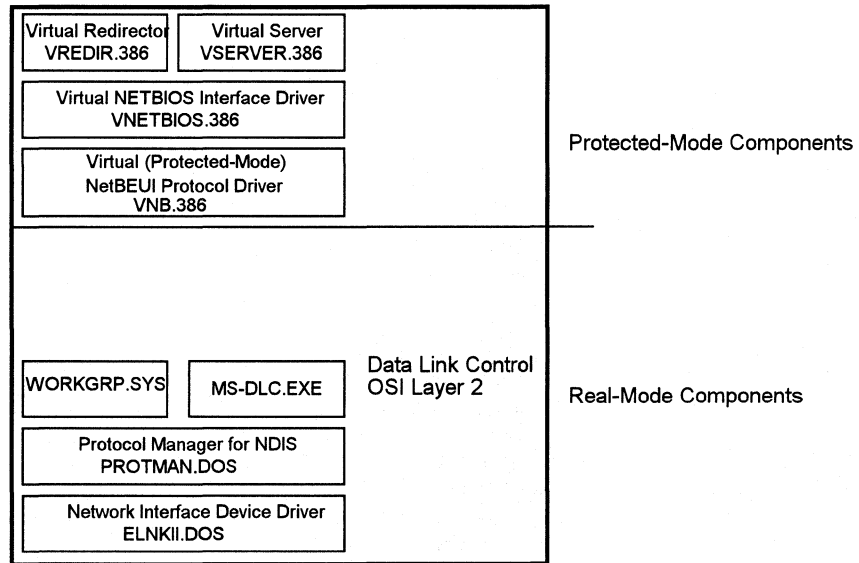 Virtual Redirector
VREDIR.386
Virtual Server
VSERVER.386
Virtual NETBIOS Interface Driver
VNETBIOS.386
Virtual (Protected-Mode)
NetBEUI Protocol Driver
VNB.386
Protected-Mode Components
WORKGRP.SYS
MS-DLC.EXE
Data Link Control
OSI Layer 2
Real-Mode Components
Protocol Manager for NDIS
PROTMAN.DOS
Network Interface Device Driver
ELNKII.DOS